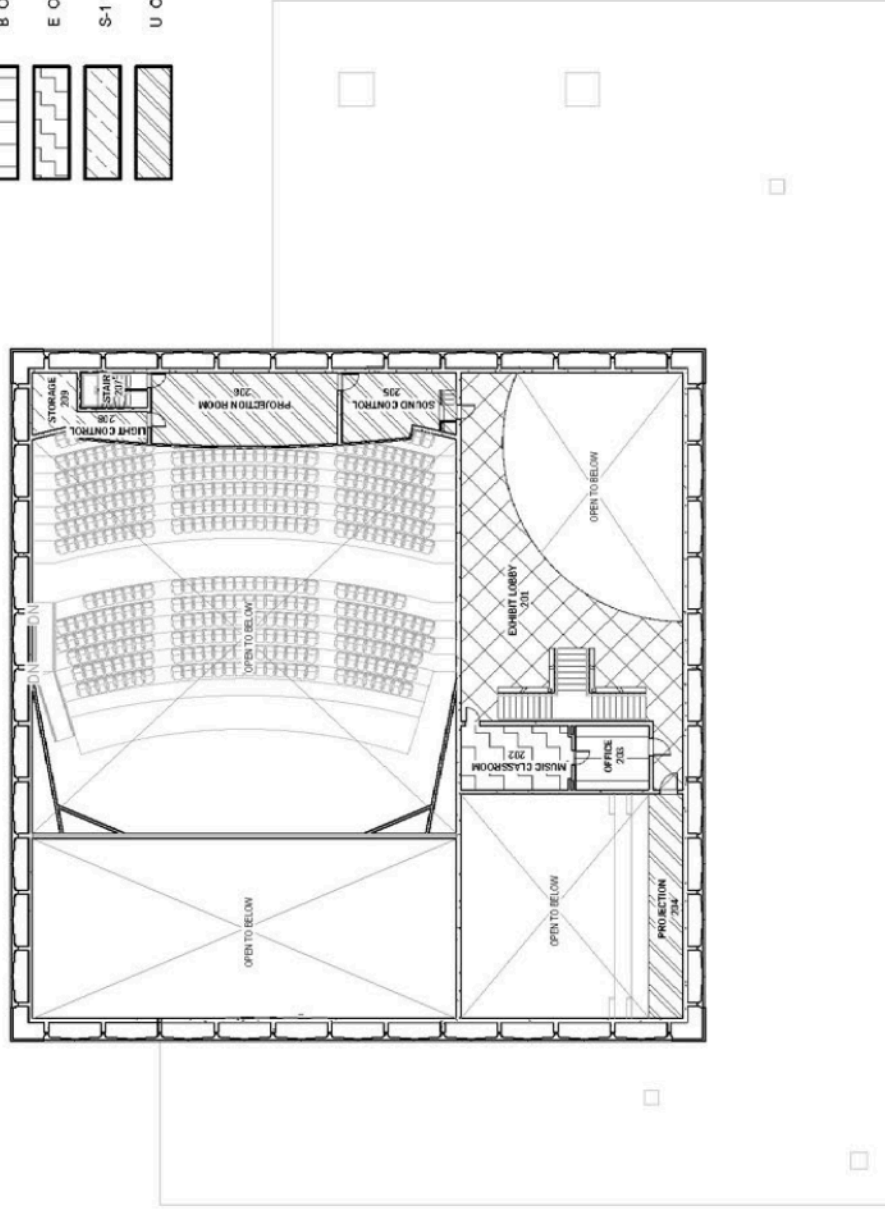 B O
E O
S-1
U O
STORAGE
209
STAIR
207
LIGHT CONTROL
208
PROJECTION ROOM
206
SOUND CONTROL
205
OPEN TO BELOW
EXHIBIT LOBBY
201
DN
DN
OPEN TO BELOW
MUSIC CLASSROOM
202
OFFICE
203
OPEN TO BELOW
OPEN TO BELOW
PROJECTION
204